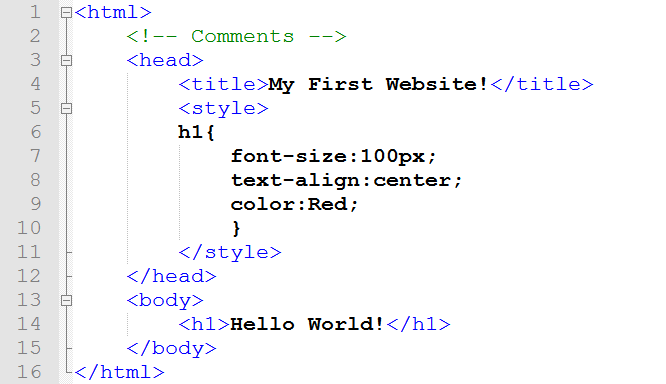 1 <html>
2 <!-- Comments -->
3 <head>
4 <title>My First Website!</title>
5 <style>
6 h1{
7 font-size:100px;
8 text-align:center;
9 color:Red;
10 }
11 </style>
12 </head>
13 <body>
14 <h1>Hello World!</h1>
15 </body>
16 </html>